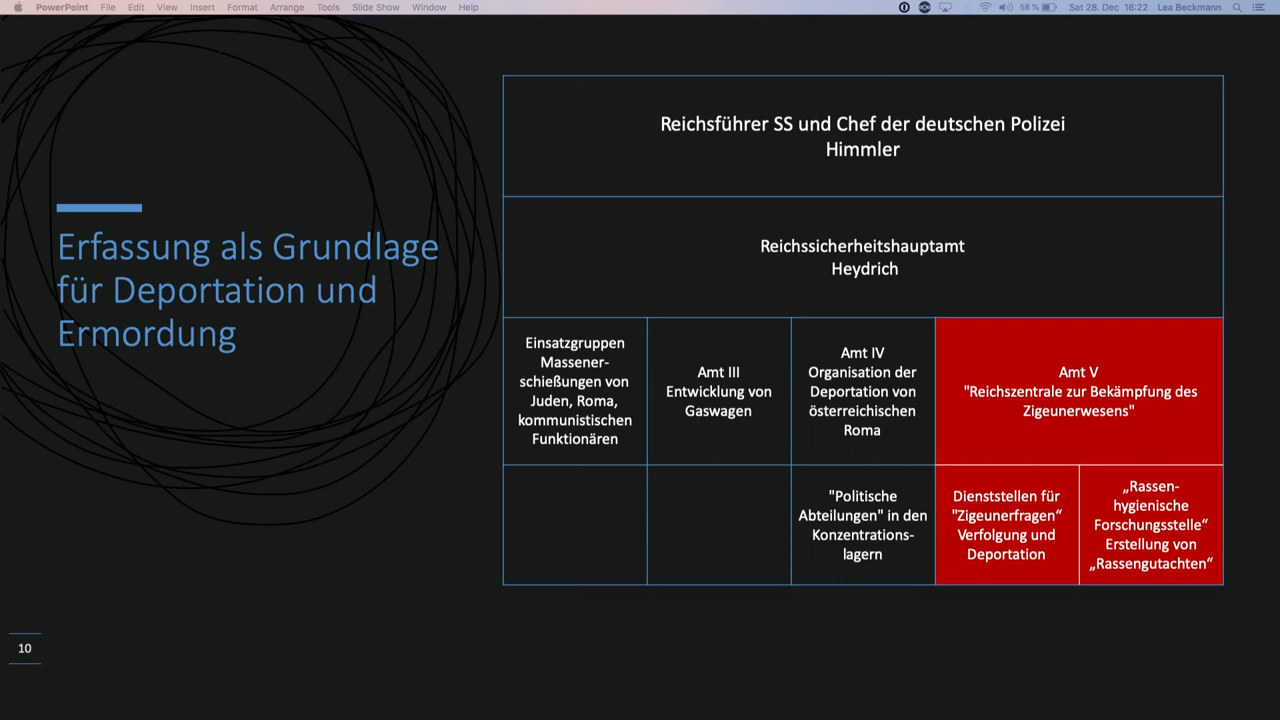 PowerPoint File Edit View Insert Format Arrange Tools Slide Show Window Help 58 % Sat 28. Dec 16:22 Lea Beckmann
Erfassung als Grundlage
für Deportation und
Ermordung
Reichsführer SS und Chef der deutschen Polizei
Himmler
Reichssicherheitshauptamt
Heydrich
Einsatzgruppen
Massener-
schießungen von
Juden, Roma,
kommunistischen
Funktionären
Amt III
Entwicklung von
Gaswagen
Amt IV
Organisation der
Deportation von
österreichischen
Roma
Amt V
"Reichszentrale zur Bekämpfung des
Zigeunerwesens"
"Politische
Abteilungen" in den
Konzentrations-
lagern
Dienststellen für
"Zigeunerfragen“
Verfolgung und
Deportation
„Rassen-
hygienische
Forschungsstelle“
Erstellung von
„Rassengutachten“
10